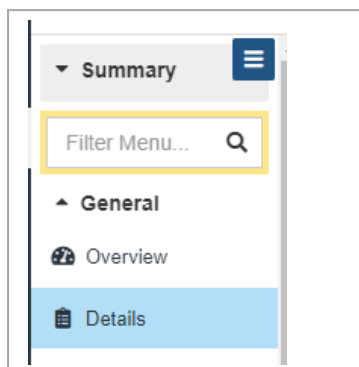 Summary
Filter Menu...
General
Overview
Details